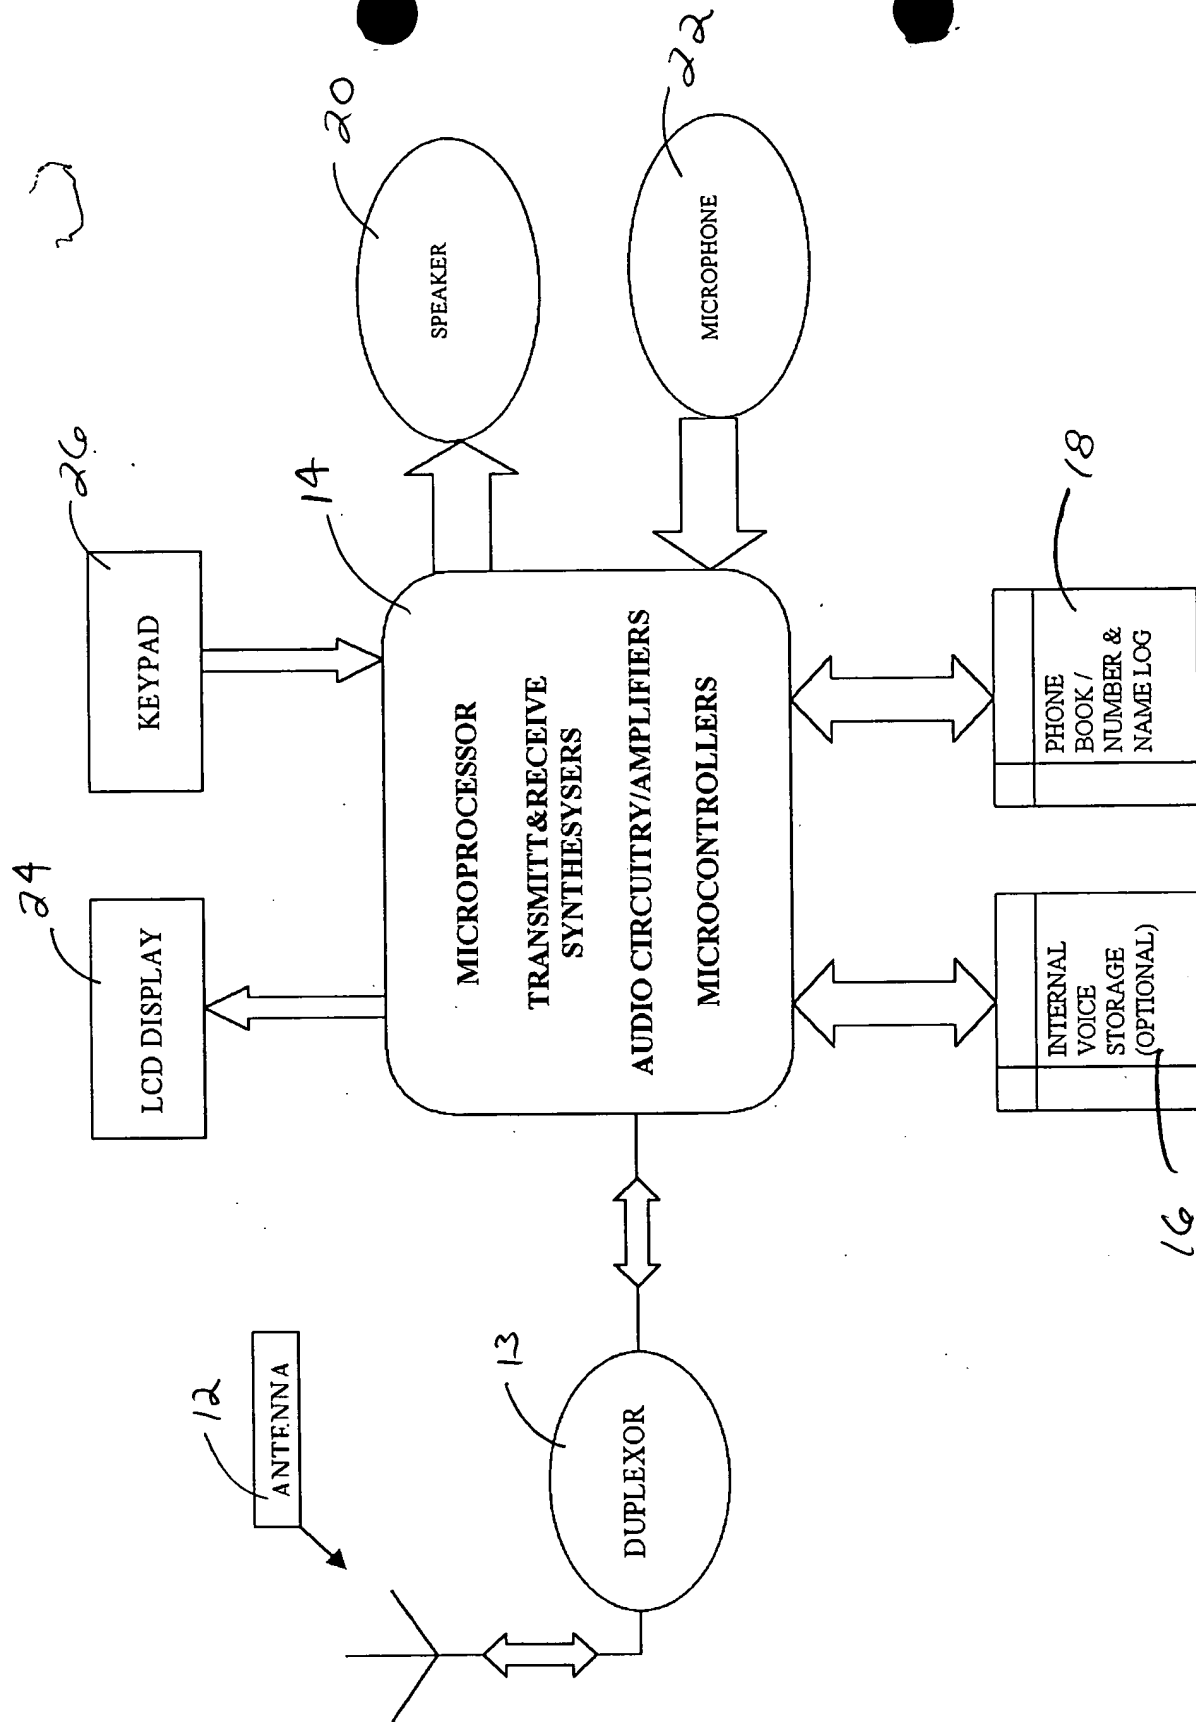 24
LCD DISPLAY
26
KEYPAD
12
ANTENNA
14
20
SPEAKER
MICROPROCESSOR
TRANSMITT&RECEIVE
SYNTHESYSERS
AUDIO CIRCUITRY/AMPLIFIERS
MICROCONTROLLERS
13
DUPLEXOR
22
MICROPHONE
INTERNAL
VOICE
STORAGE
(OPTIONAL)
16
PHONE
BOOK /
NUMBER &
NAME LOG
18